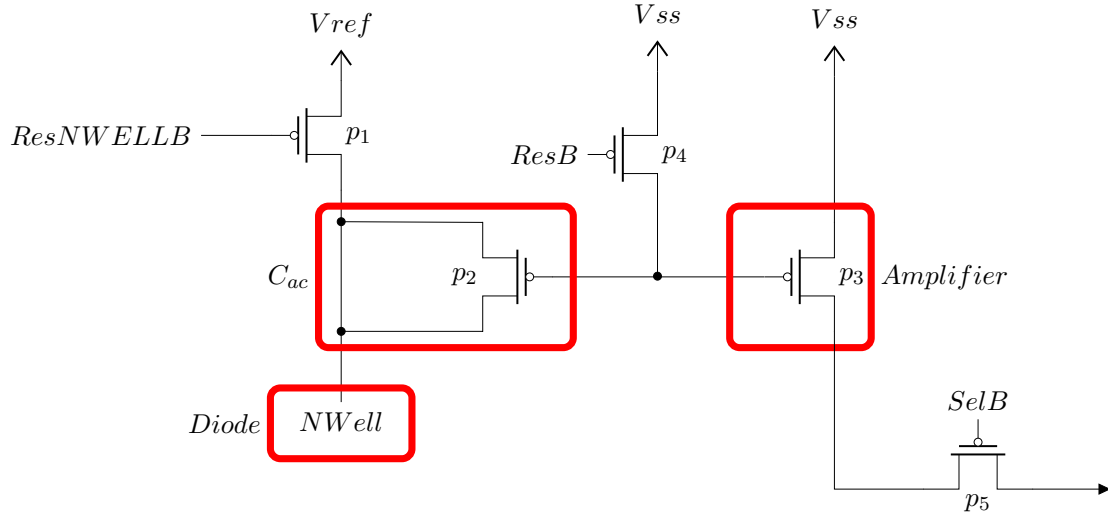 Vref
Vss
Vss
ResNWELLB
p1
ResB
p4
Cac
p2
p3
Amplifier
Diode
NWell
SelB
p5